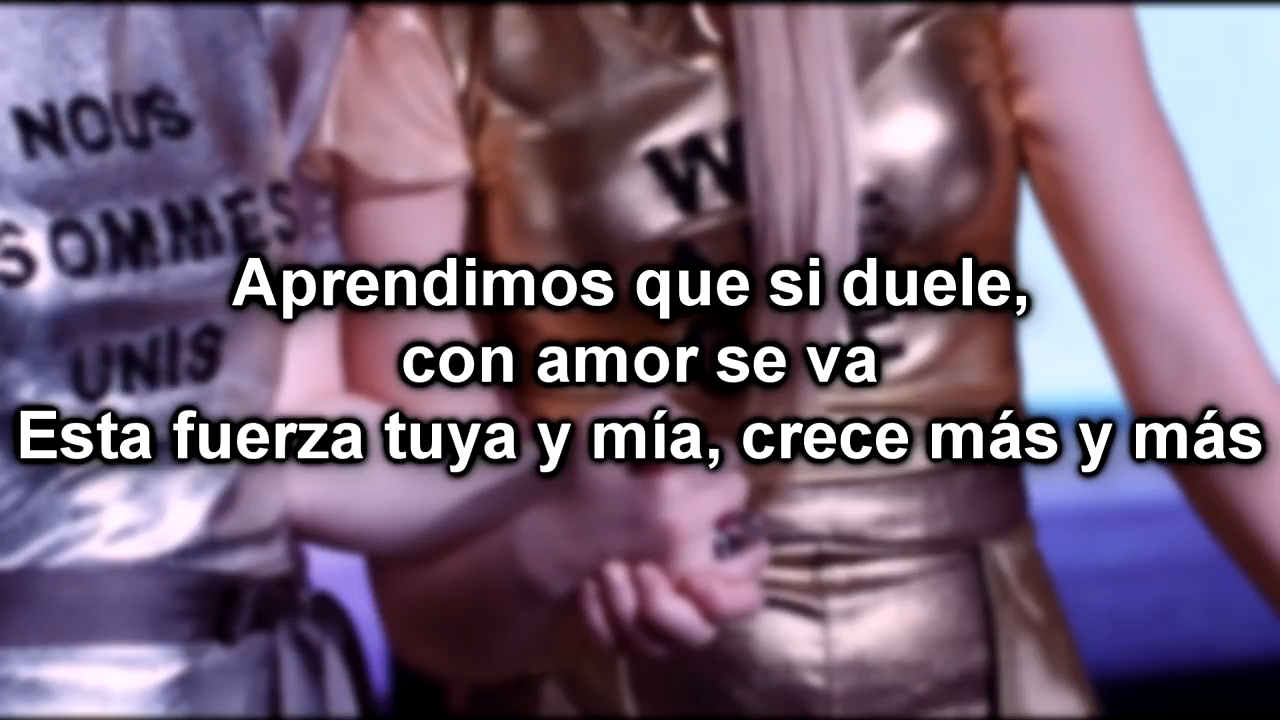 NOUS
SOMMES
UNIS
W
Aprendimos que si duele,
con amor se va
Esta fuerza tuya y mía, crece más y más